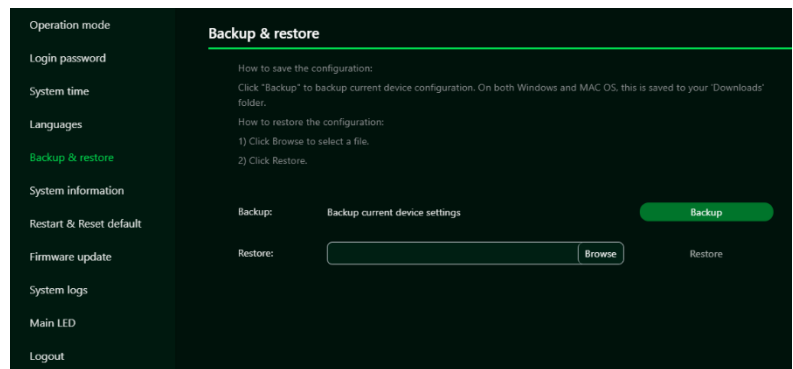 Operation mode
Login password
System time
Languages
Backup & restore
System information
Restart & Reset default
Firmware update
System logs
Main LED
Logout
Backup & restore
How to save the configuration:
Click "Backup" to backup current device configuration. On both Windows and MAC OS, this is saved to your 'Downloads'
folder.
How to restore the configuration:
1) Click Browse to select a file.
2) Click Restore.
Backup: Backup current device settings Backup
Restore: Browse Restore